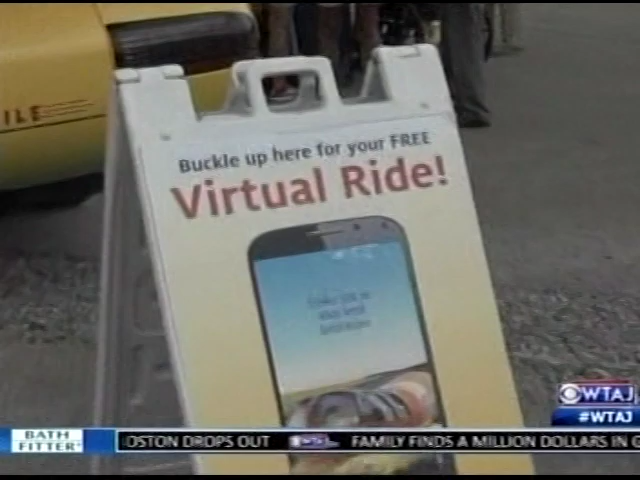 ILE
Buckle up here for your FREE
Virtual Ride!
WTAJ
#WTAJ
BATH
FITTER
OSTON DROPS OUT WTAJ FAMILY FINDS A MILLION DOLLARS IN G